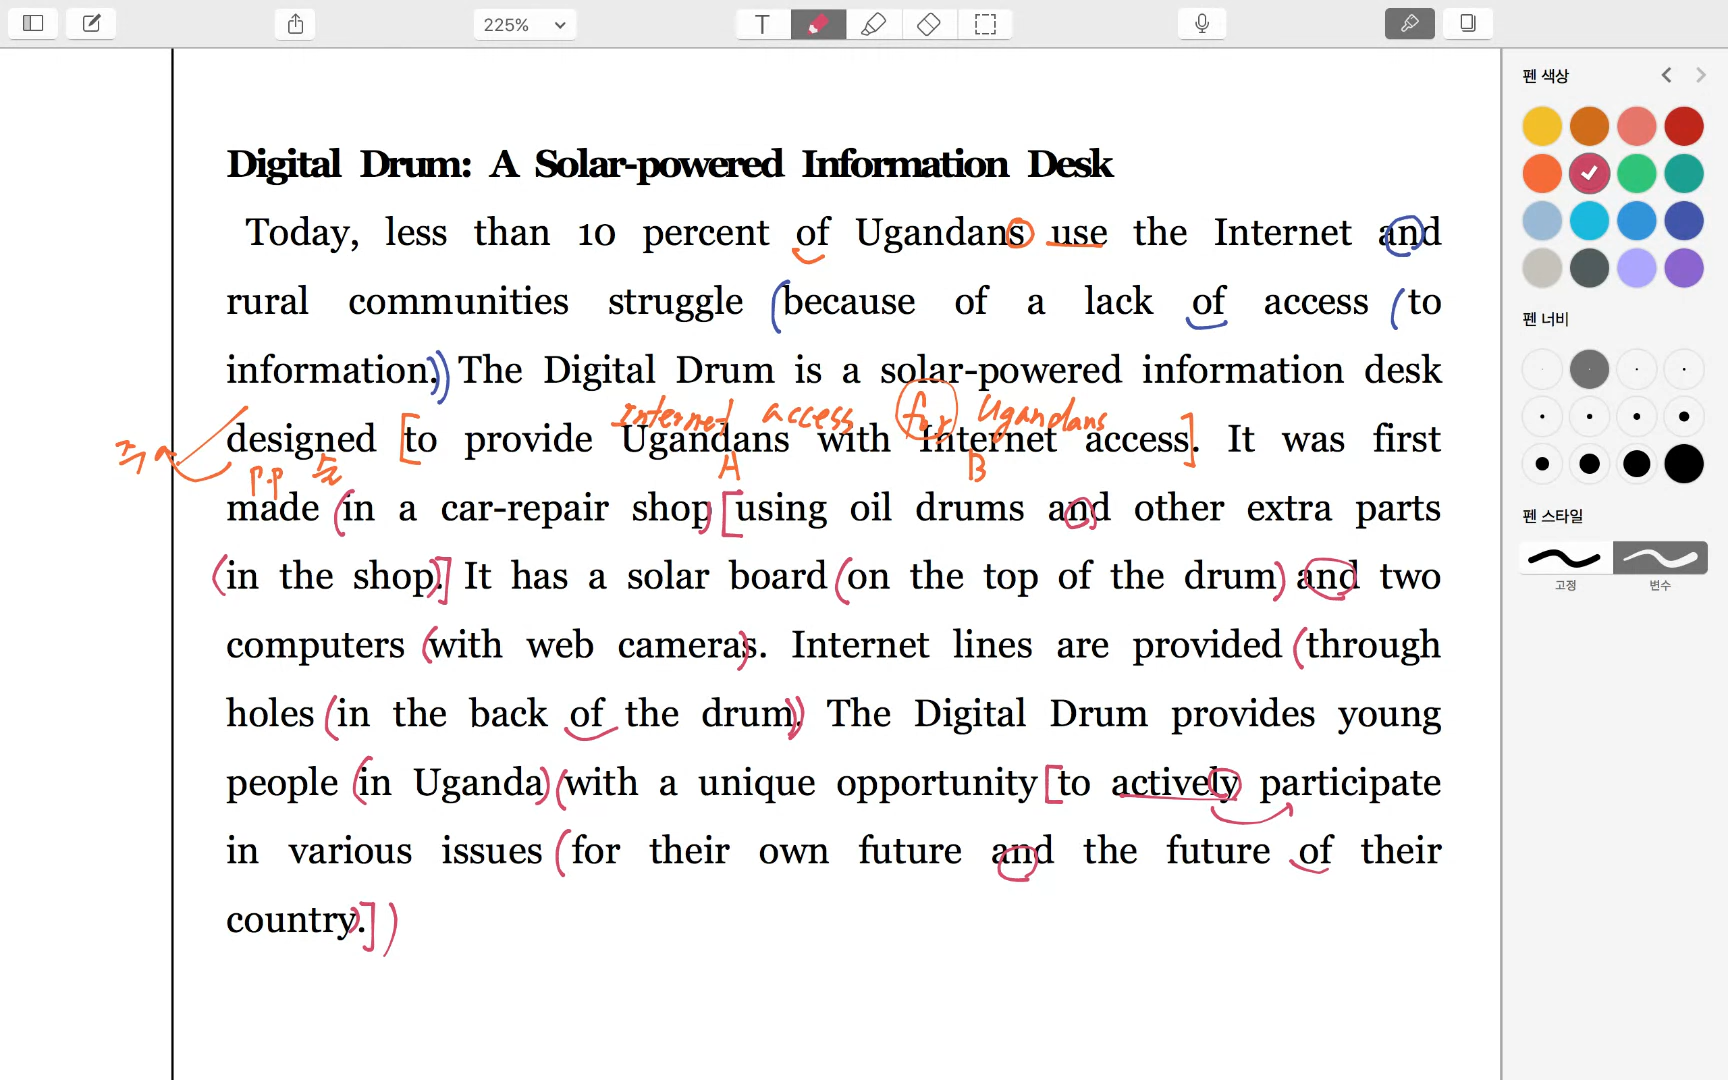 225%
T
펜 색상
Digital Drum: A Solar-powered Information Desk
Today, less than 10 percent of Ugandans use the Internet and
rural communities struggle (because of a lack of access (to
information.)) The Digital Drum is a solar-powered information desk
Internet access for Ugandans
designed [to provide Ugandans with Internet access]. It was first
p.p A B
made (in a car-repair shop) [using oil drums and other extra parts
(in the shop).] It has a solar board (on the top of the drum) and two
computers (with web cameras). Internet lines are provided (through
holes (in the back of the drum)). The Digital Drum provides young
people (in Uganda) (with a unique opportunity [to actively participate
in various issues (for their own future and the future of their
country).])
펜 너비
펜 스타일
고정
변수